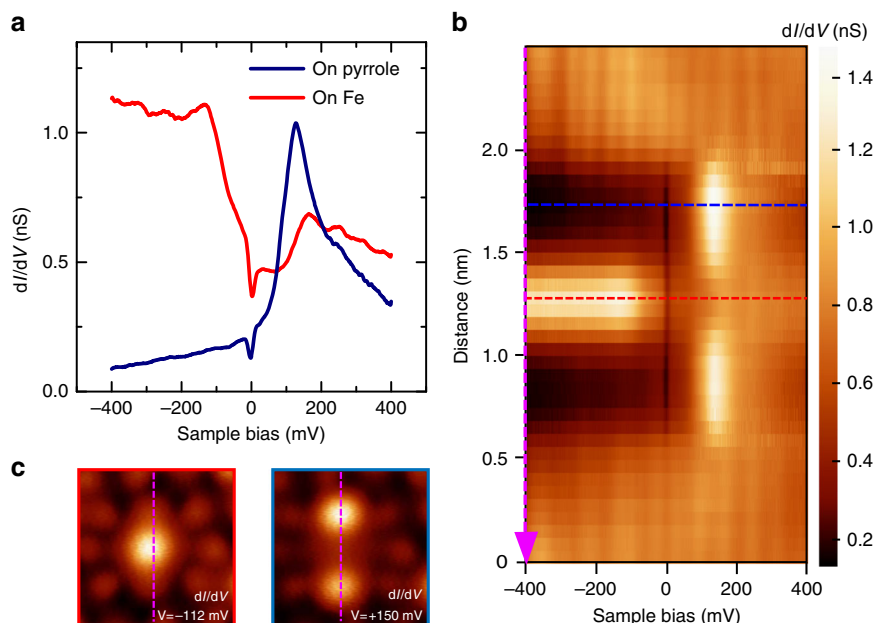 a
On pyrrole
On Fe
1.0
0.5
0.0
dI/dV (nS)
−400
−200
0
200
400
Sample bias (mV)
b
dI/dV (nS)
2.0
1.5
1.0
0.5
0
Distance (nm)
−400
−200
0
200
400
Sample bias (mV)
1.4
1.2
1.0
0.8
0.6
0.4
0.2
c
dI/dV
V=−112 mV
dI/dV
V=+150 mV